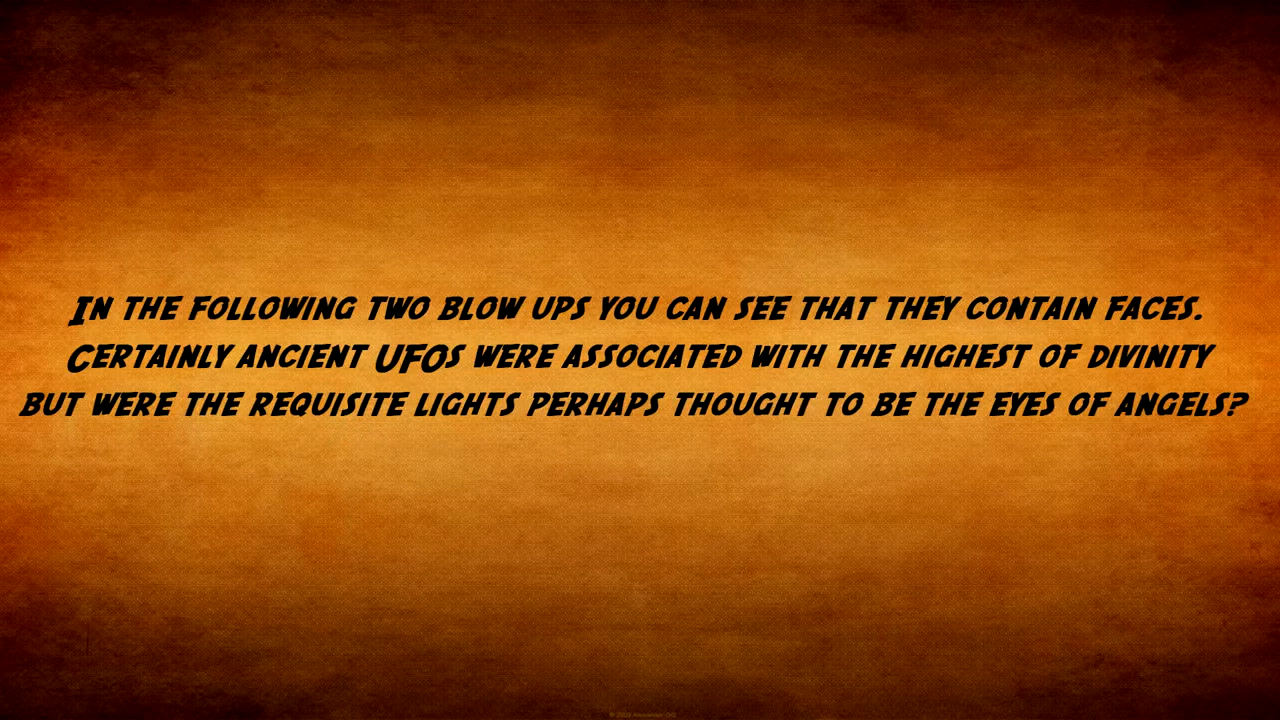 In the following two blow ups you can see that they contain faces.
Certainly ancient UFOs were associated with the highest of divinity
but were the requisite lights perhaps thought to be the eyes of angels?